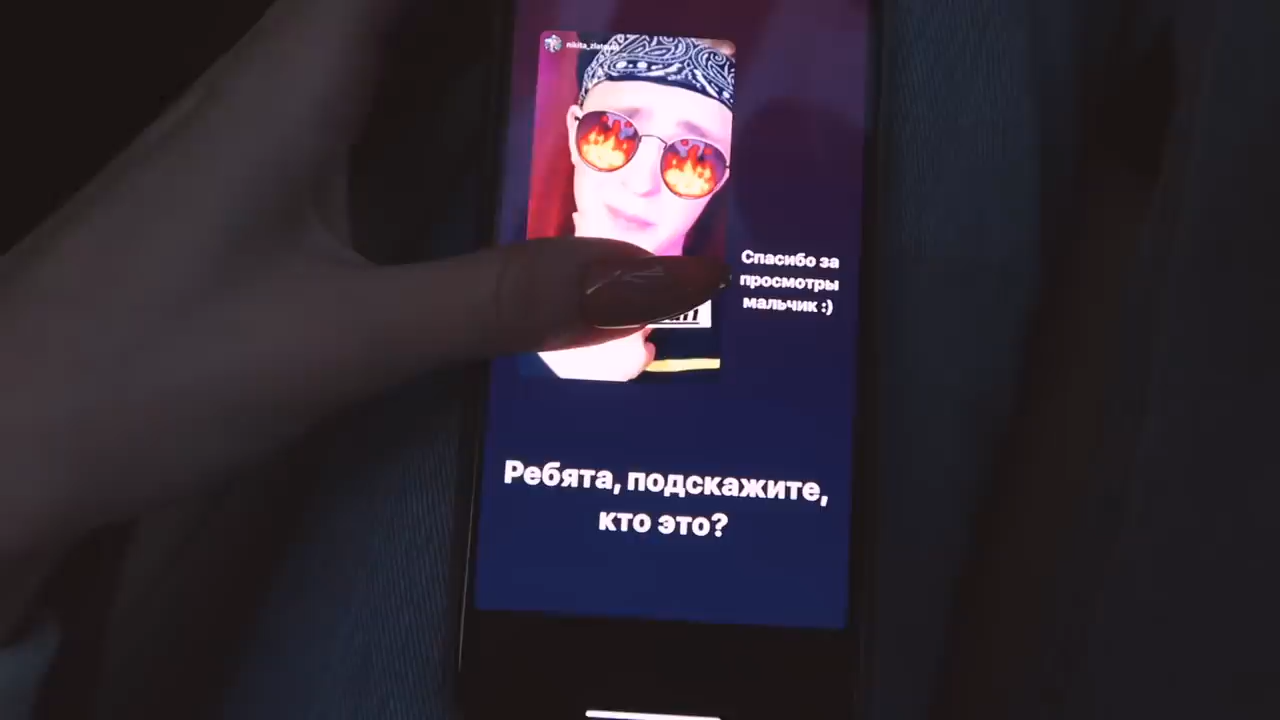 Спасибо за
просмотры
мальчик :)
Ребята, подскажите,
кто это?